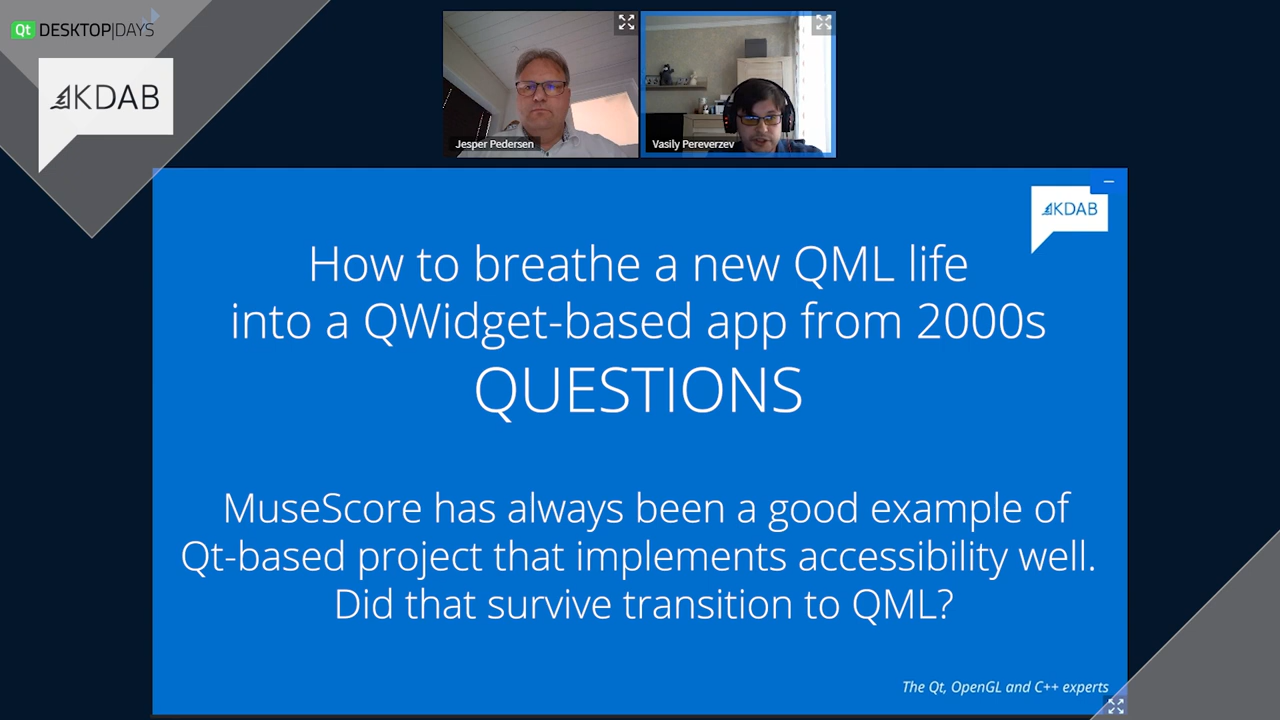 Qt DESKTOP|DAYS
KDAB
Jesper Pedersen
Vasily Pereverzev
KDAB
How to breathe a new QML life
into a QWidget-based app from 2000s
QUESTIONS
MuseScore has always been a good example of
Qt-based project that implements accessibility well.
Did that survive transition to QML?
The Qt, OpenGL and C++ experts